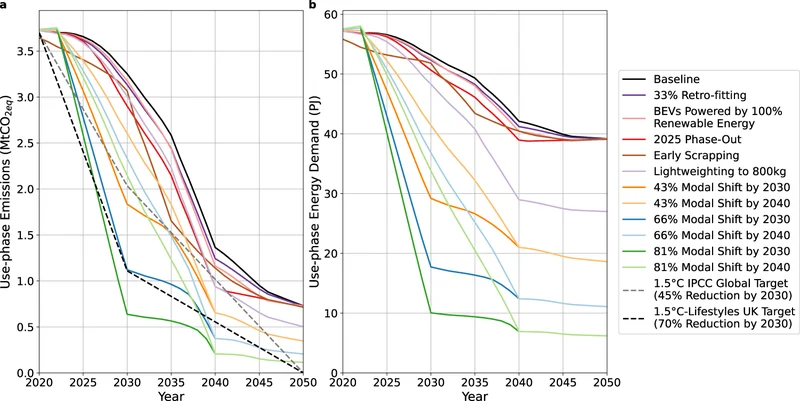 a
b
3.5
3.0
2.5
2.0
1.5
1.0
0.5
0.0
Use-phase Emissions (MtCO2eq)
2020 2025 2030 2035 2040 2045 2050
Year
60
50
40
30
20
10
0
Use-phase Energy Demand (PJ)
2020 2025 2030 2035 2040 2045 2050
Year
Baseline
33% Retro-fitting
BEVs Powered by 100%
Renewable Energy
2025 Phase-Out
Early Scrapping
Lightweighting to 800kg
43% Modal Shift by 2030
43% Modal Shift by 2040
66% Modal Shift by 2030
66% Modal Shift by 2040
81% Modal Shift by 2030
81% Modal Shift by 2040
1.5°C IPCC Global Target
(45% Reduction by 2030)
1.5°C-Lifestyles UK Target
(70% Reduction by 2030)